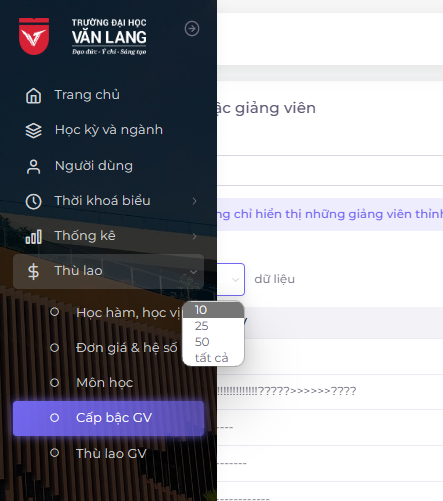 TRƯỜNG ĐẠI HỌC
VĂN LANG
Đạo đức - Ý chí - Sáng tạo
Trang chủ
bậc giảng viên
Học kỳ và ngành
Người dùng
Thời khoá biểu
chỉ hiển thị những giảng viên thỉnh
Thống kê
Thù lao
dữ liệu
Học hàm, học vị
10
25
Đơn giá & hệ số
50
tất cả
Môn học
!!!!!!!!!!!!!?????>>>>>>????
Cấp bậc GV
----
Thù lao GV
-------
------------